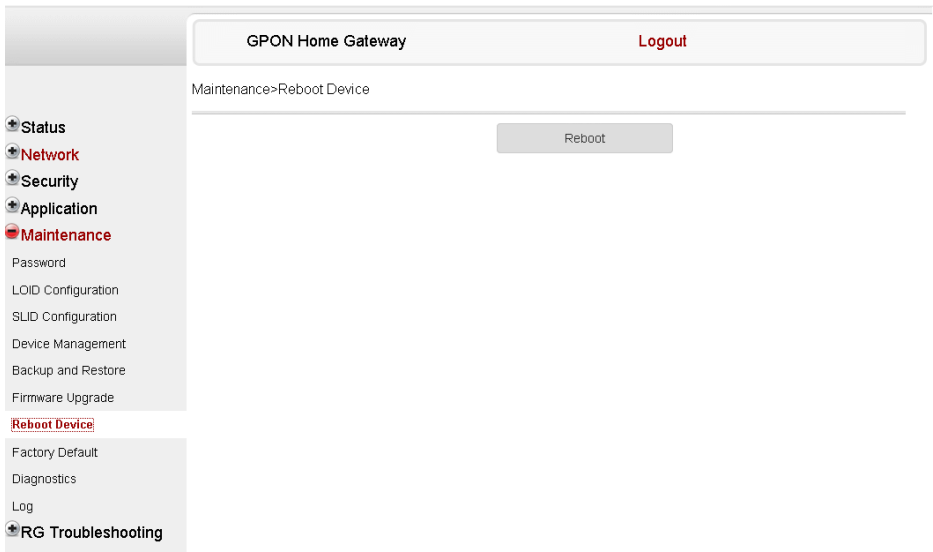 GPON Home Gateway
Logout
Maintenance>Reboot Device
Reboot
Status
Network
Security
Application
Maintenance
Password
LOID Configuration
SLID Configuration
Device Management
Backup and Restore
Firmware Upgrade
Reboot Device
Factory Default
Diagnostics
Log
RG Troubleshooting